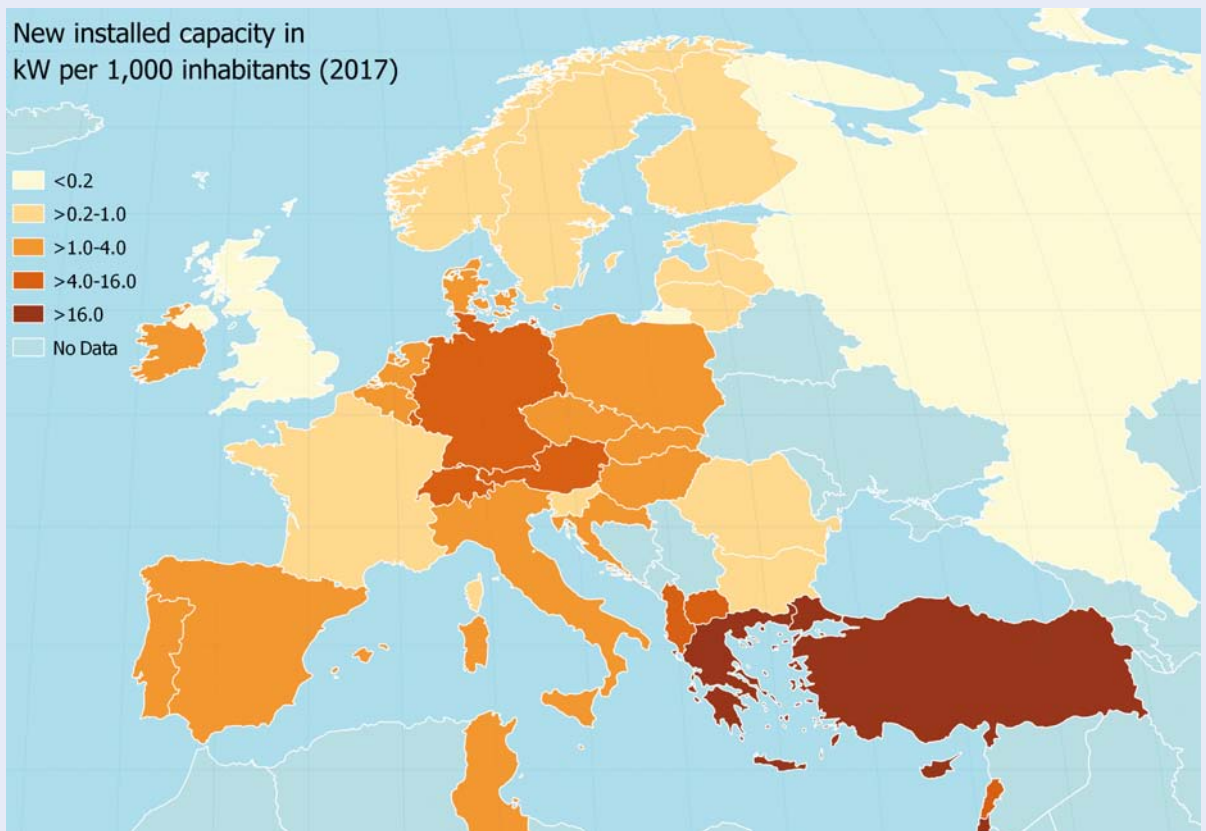 New installed capacity in
kW per 1,000 inhabitants (2017)
<0.2
>0.2-1.0
>1.0-4.0
>4.0-16.0
>16.0
No Data